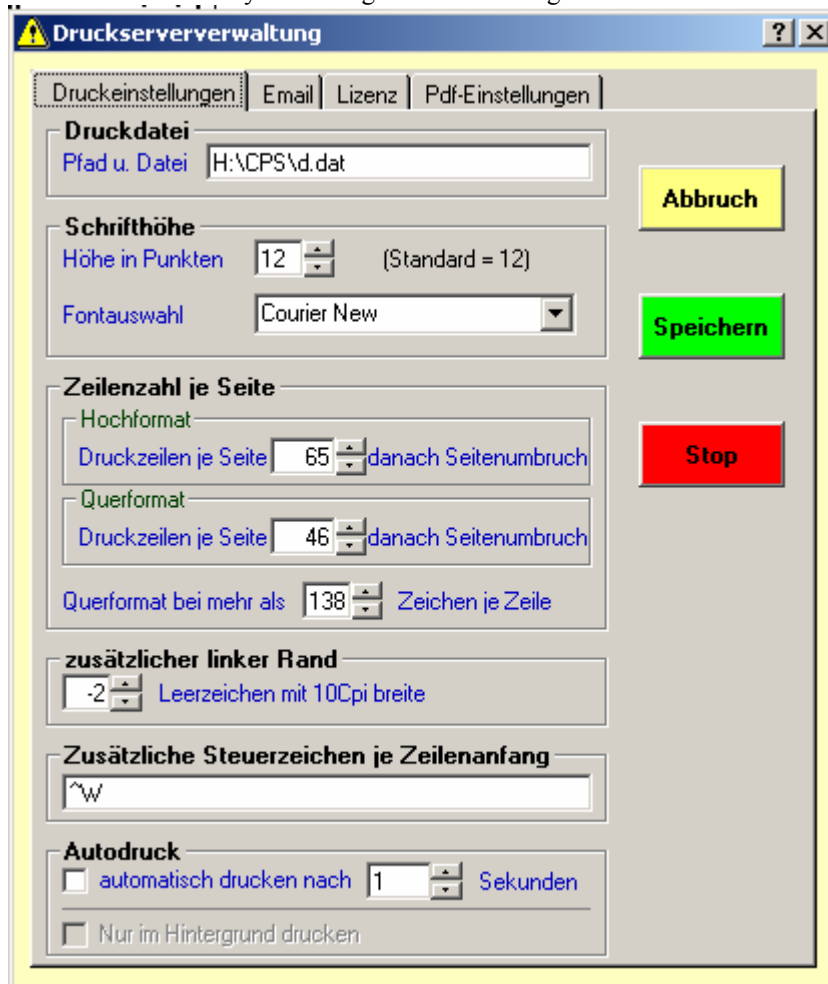 Druckserververwaltung
Druckeinstellungen Email Lizenz Pdf-Einstellungen
Druckdatei
Pfad u. Datei H:\CPS\d.dat
Abbruch
Schrifthöhe
Höhe in Punkten 12 (Standard = 12)
Fontauswahl Courier New
Speichern
Zeilenzahl je Seite
Hochformat
Druckzeilen je Seite 65 danach Seitenumbruch
Stop
Querformat
Druckzeilen je Seite 46 danach Seitenumbruch
Querformat bei mehr als 138 Zeichen je Zeile
zusätzlicher linker Rand
-2 Leerzeichen mit 10Cpi breite
Zusätzliche Steuerzeichen je Zeilenanfang
^W
Autodruck
automatisch drucken nach 1 Sekunden
Nur im Hintergrund drucken